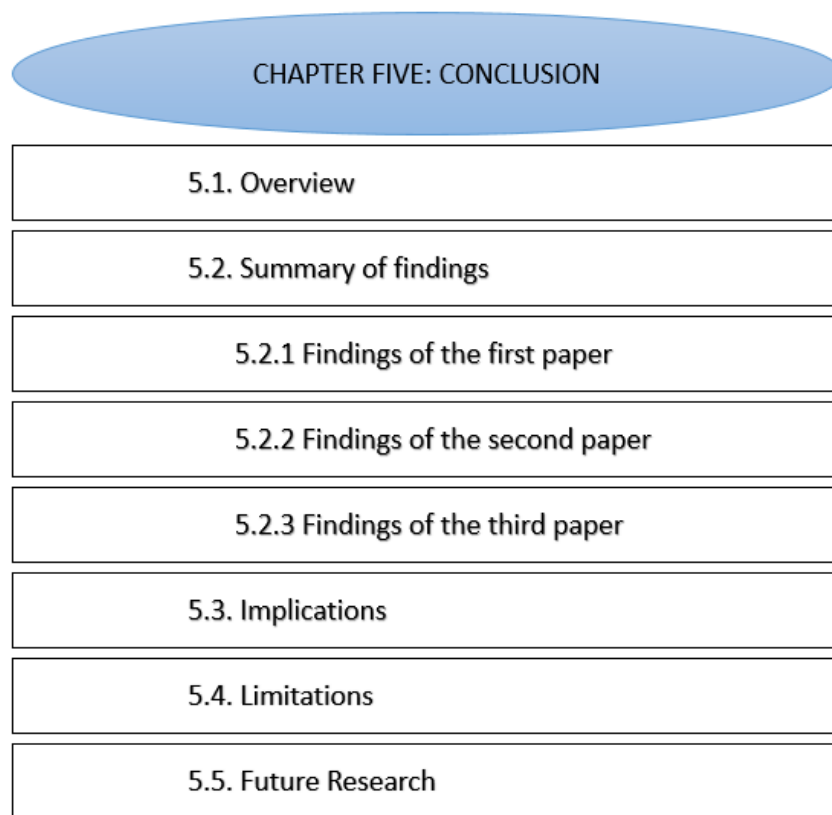 CHAPTER FIVE: CONCLUSION
5.1. Overview
5.2. Summary of findings
5.2.1 Findings of the first paper
5.2.2 Findings of the second paper
5.2.3 Findings of the third paper
5.3. Implications
5.4. Limitations
5.5. Future Research